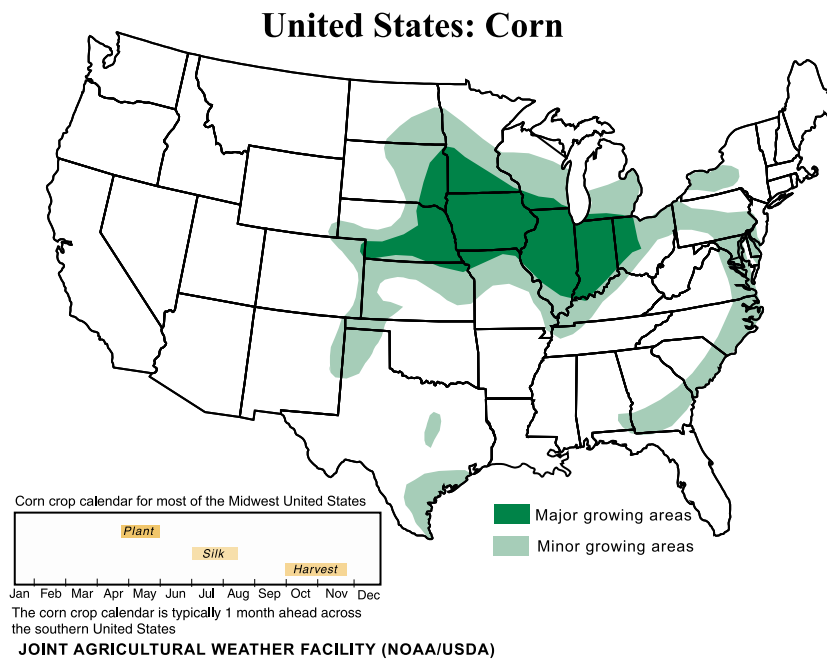 United States: Corn
Corn crop calendar for most of the Midwest United States
Plant
Silk
Harvest
Jan Feb Mar Apr May Jun Jul Aug Sep Oct Nov Dec
The corn crop calendar is typically 1 month ahead across
the southern United States
Major growing areas
Minor growing areas
JOINT AGRICULTURAL WEATHER FACILITY (NOAA/USDA)